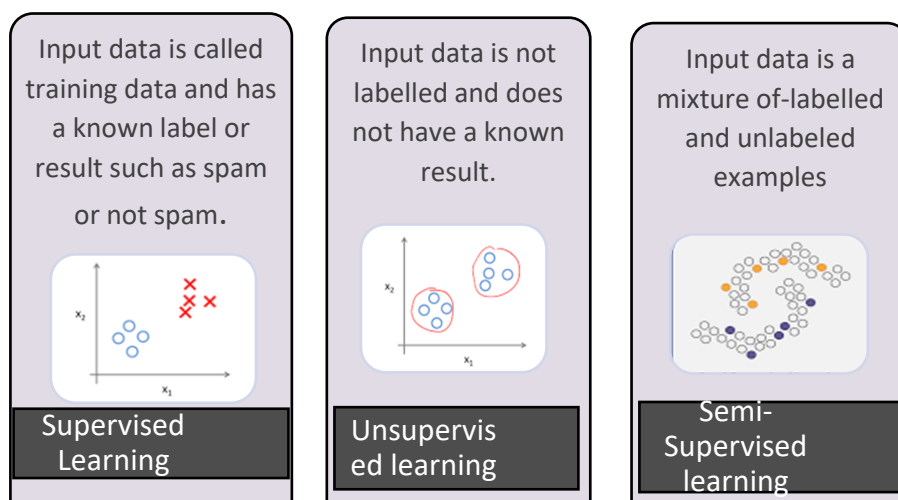 Input data is called
training data and has
a known label or
result such as spam
or not spam.
x₂
x₁
Supervised
Learning
Input data is not
labelled and does
not have a known
result.
x₂
x₁
Unsupervis
ed learning
Input data is a
mixture of-labelled
and unlabeled
examples
Semi-
Supervised
learning